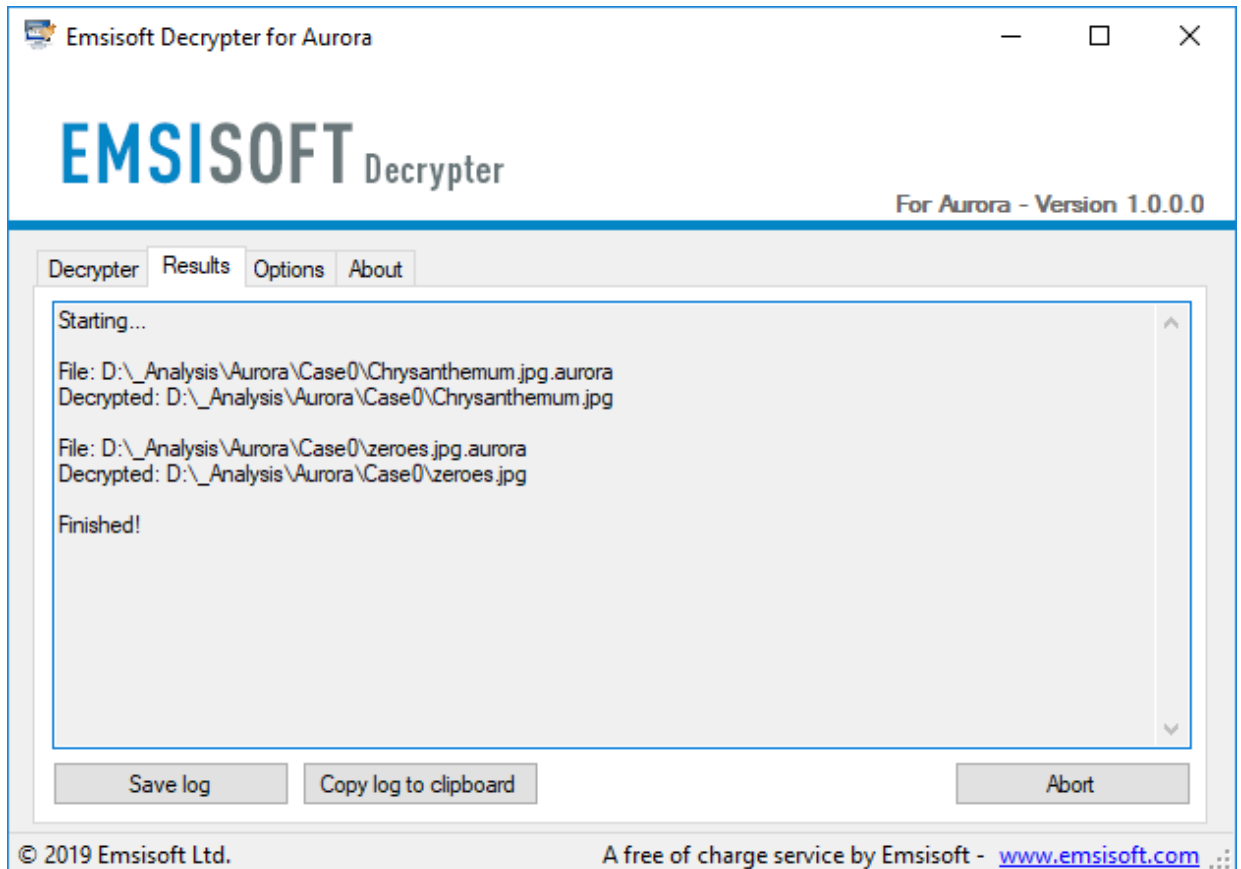 Emsisoft Decrypter for Aurora
EMSISOFT Decrypter
For Aurora - Version 1.0.0.0
Decrypter Results Options About
Starting...
File: D:\_Analysis\Aurora\Case0\Chrysanthemum.jpg.aurora
Decrypted: D:\_Analysis\Aurora\Case0\Chrysanthemum.jpg
File: D:\_Analysis\Aurora\Case0\zeroes.jpg.aurora
Decrypted: D:\_Analysis\Aurora\Case0\zeroes.jpg
Finished!
Save log Copy log to clipboard Abort
© 2019 Emsisoft Ltd. A free of charge service by Emsisoft - www.emsisoft.com